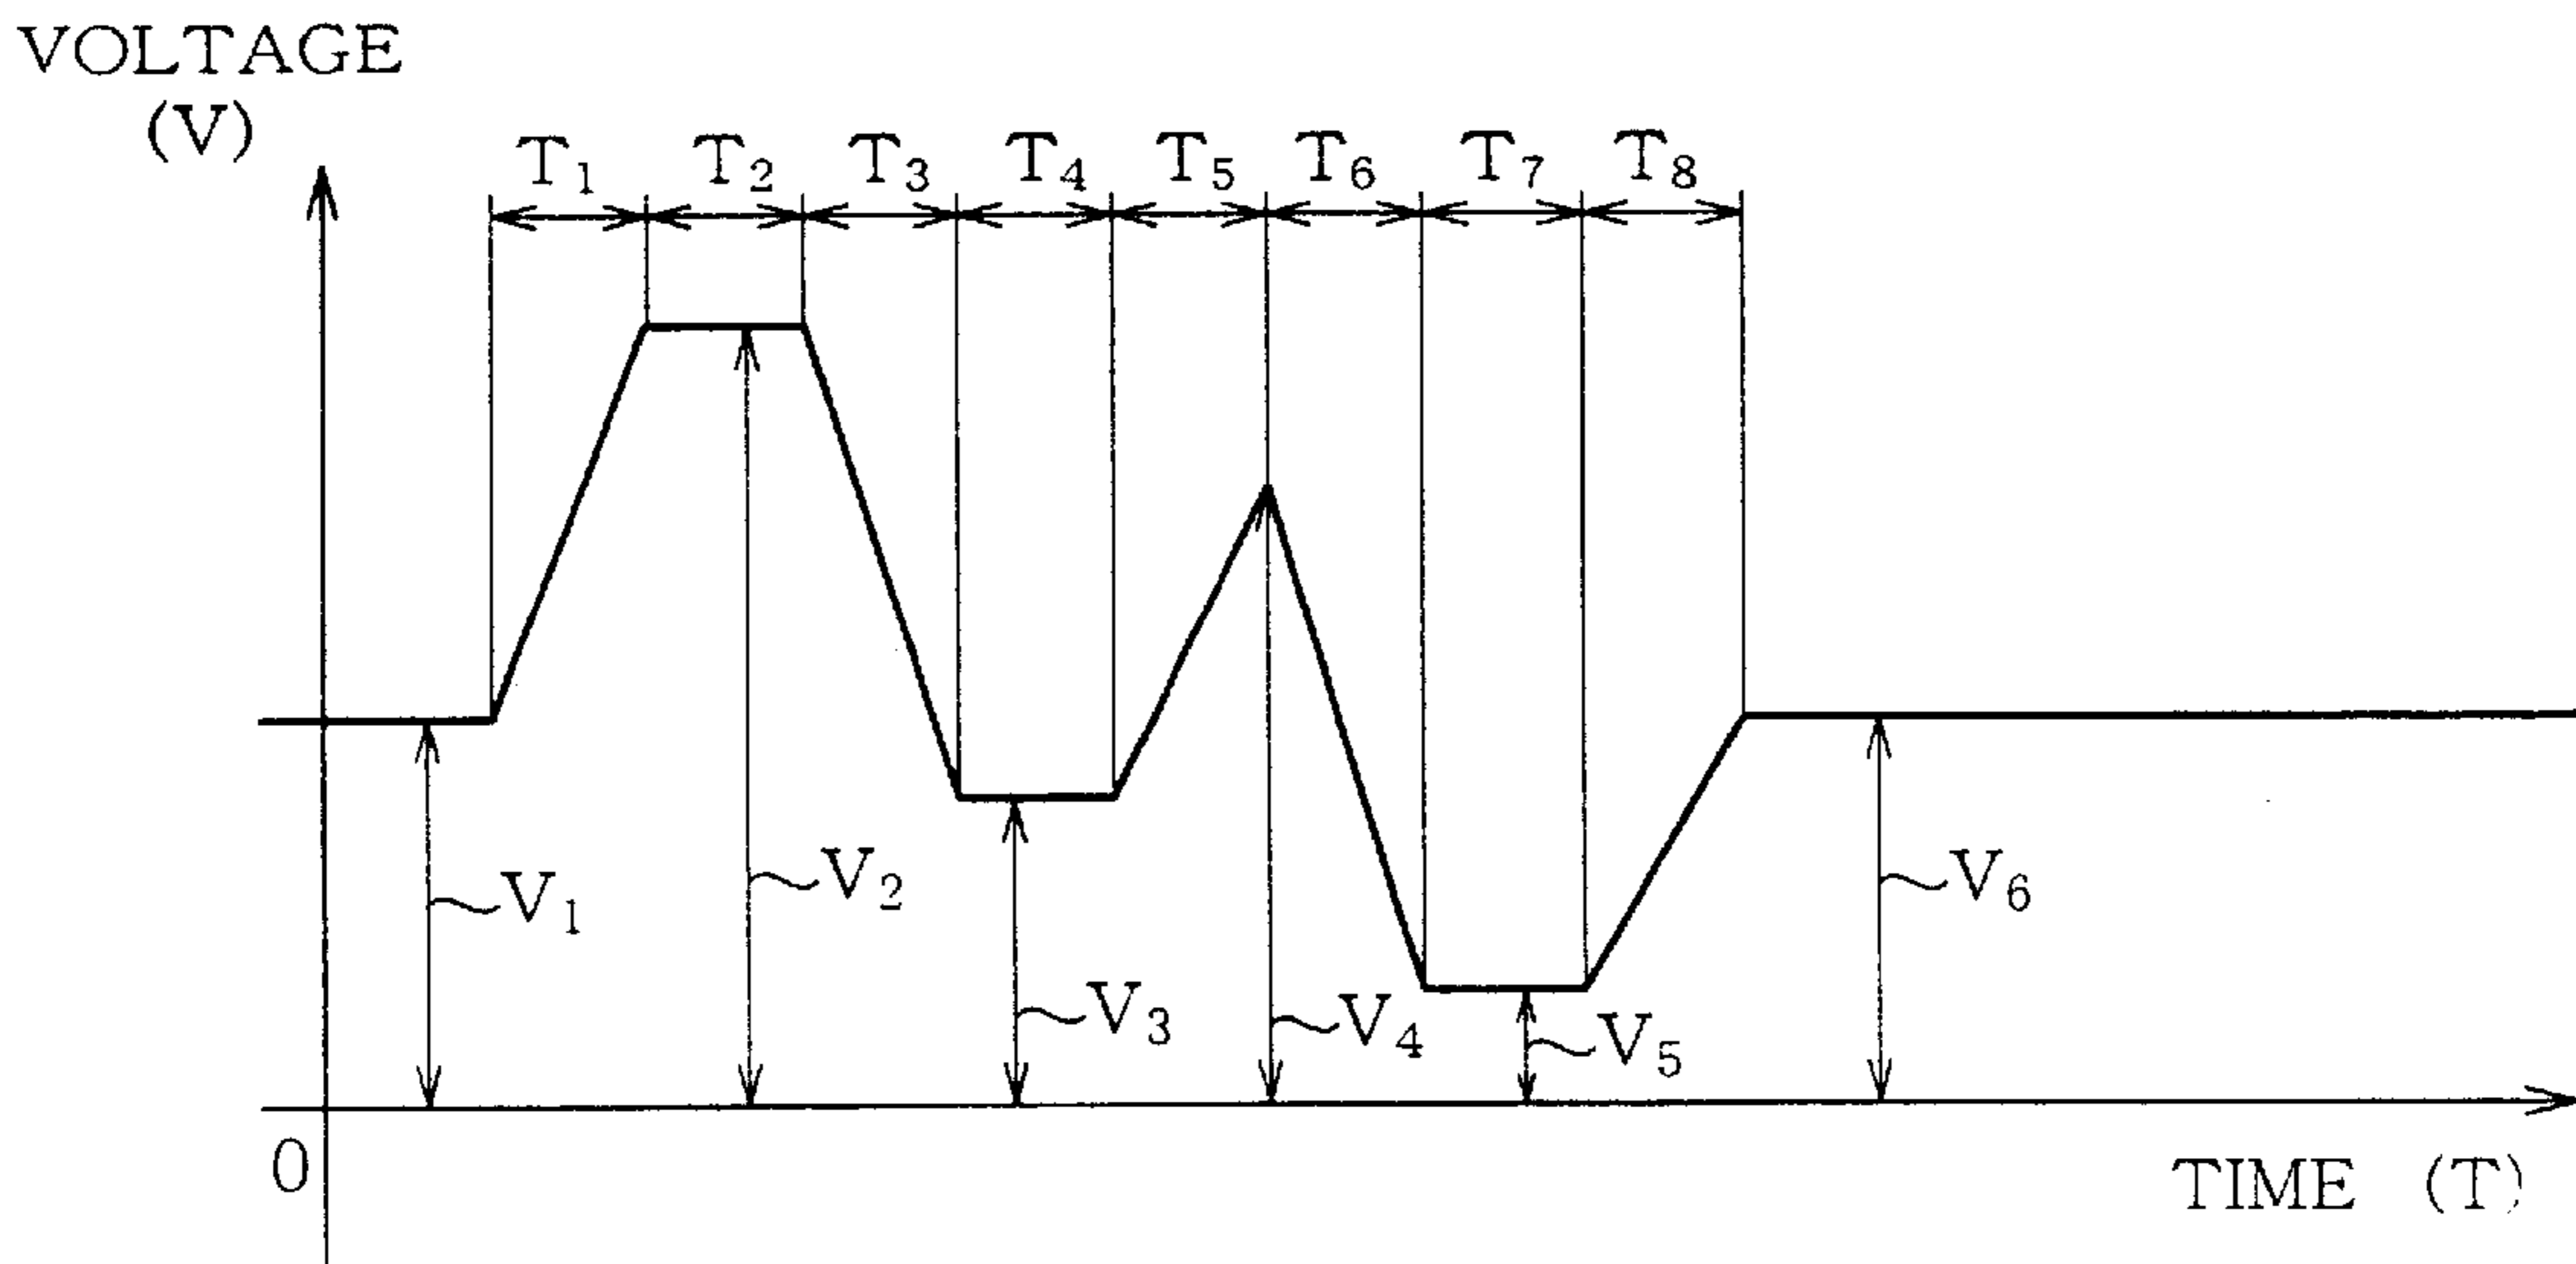 VOLTAGE
(V)
T₁ T₂ T₃ T₄ T₅ T₆ T₇ T₈
V₁
V₂
V₃
V₄
V₅
V₆
0
TIME (T)